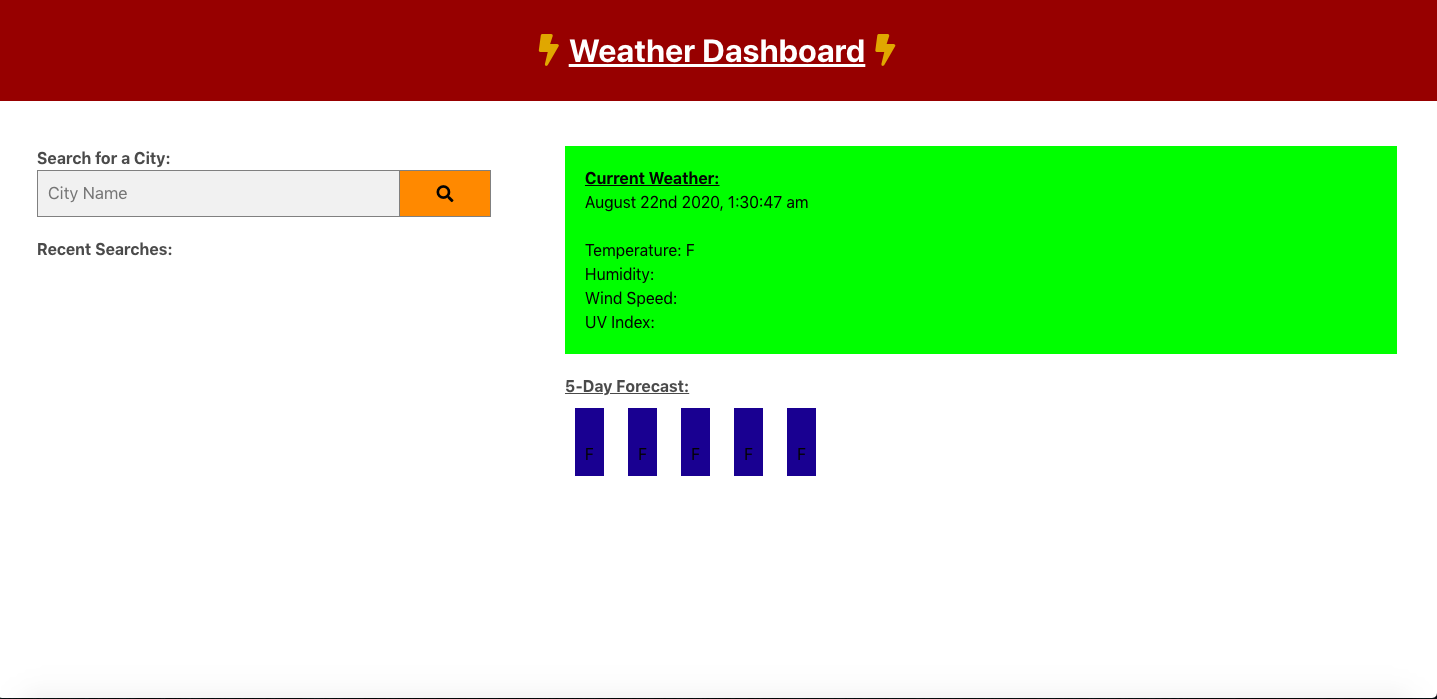 Weather Dashboard
Search for a City:
City Name
Recent Searches:
Current Weather:
August 22nd 2020, 1:30:47 am
Temperature: F
Humidity:
Wind Speed:
UV Index:
5-Day Forecast:
F F F F F